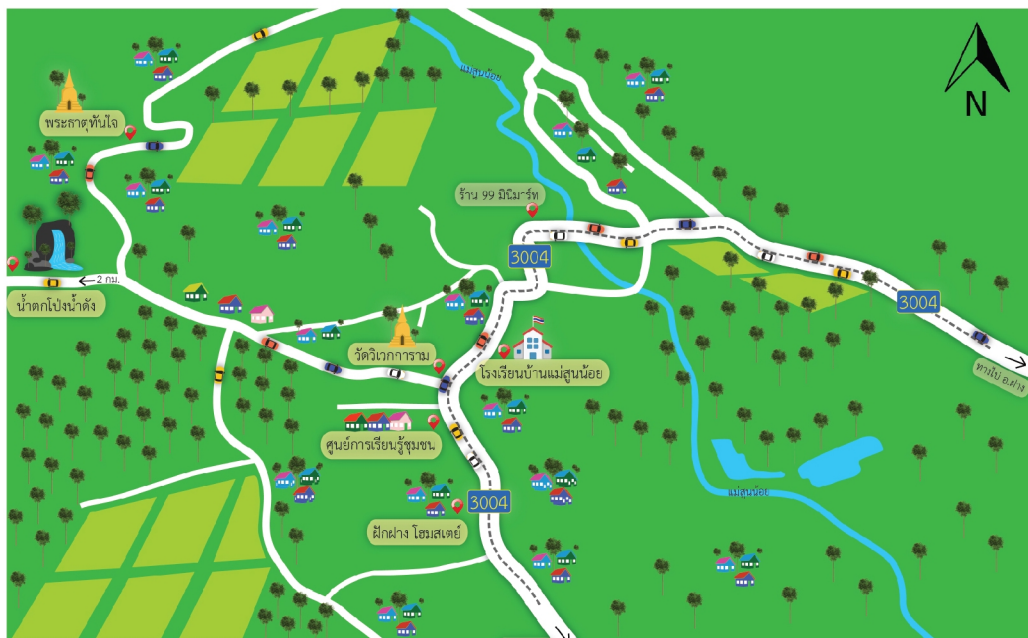 แม่สูนน้อย
N
พระธาตุทันใจ
ร้าน 99 มินิมาร์ท
3004
2 กม.
น้ำตกโป่งน้ำดัง
3004
วัดวิเวกการาม
โรงเรียนบ้านแม่สูนน้อย
ทางไป อ.ฝาง
ศูนย์การเรียนรู้ชุมชน
แม่สูนน้อย
3004
ฝักฝาง โฮมสเตย์